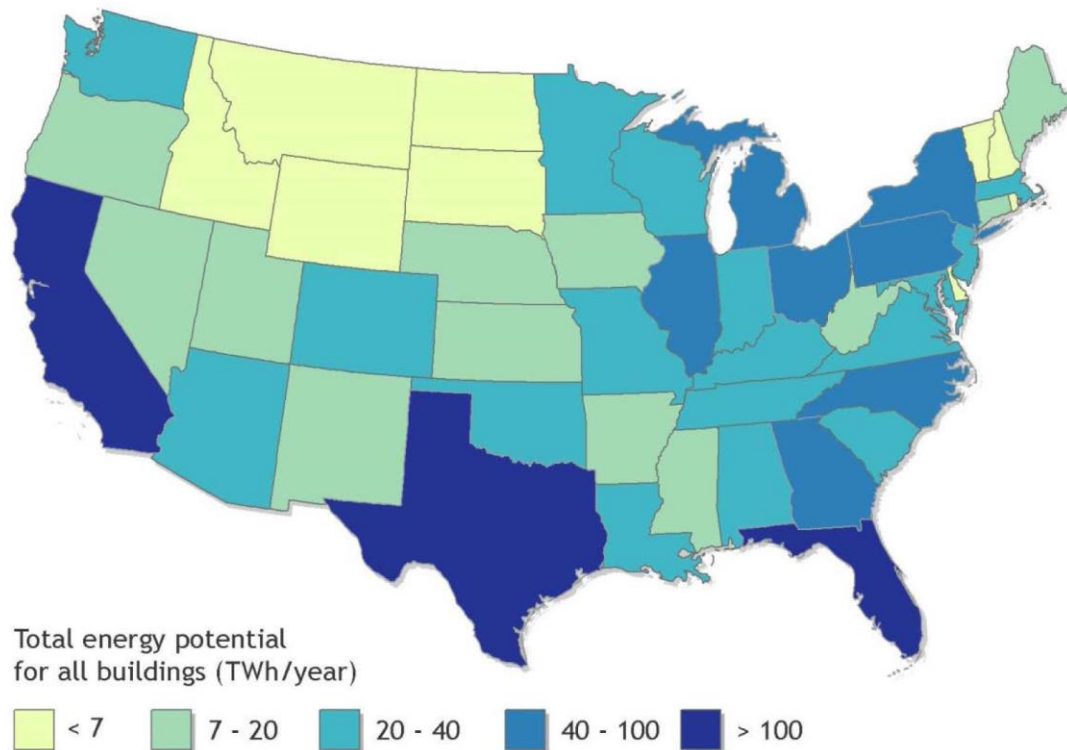 Total energy potential
for all buildings (TWh/year)
< 7 7 - 20 20 - 40 40 - 100 > 100